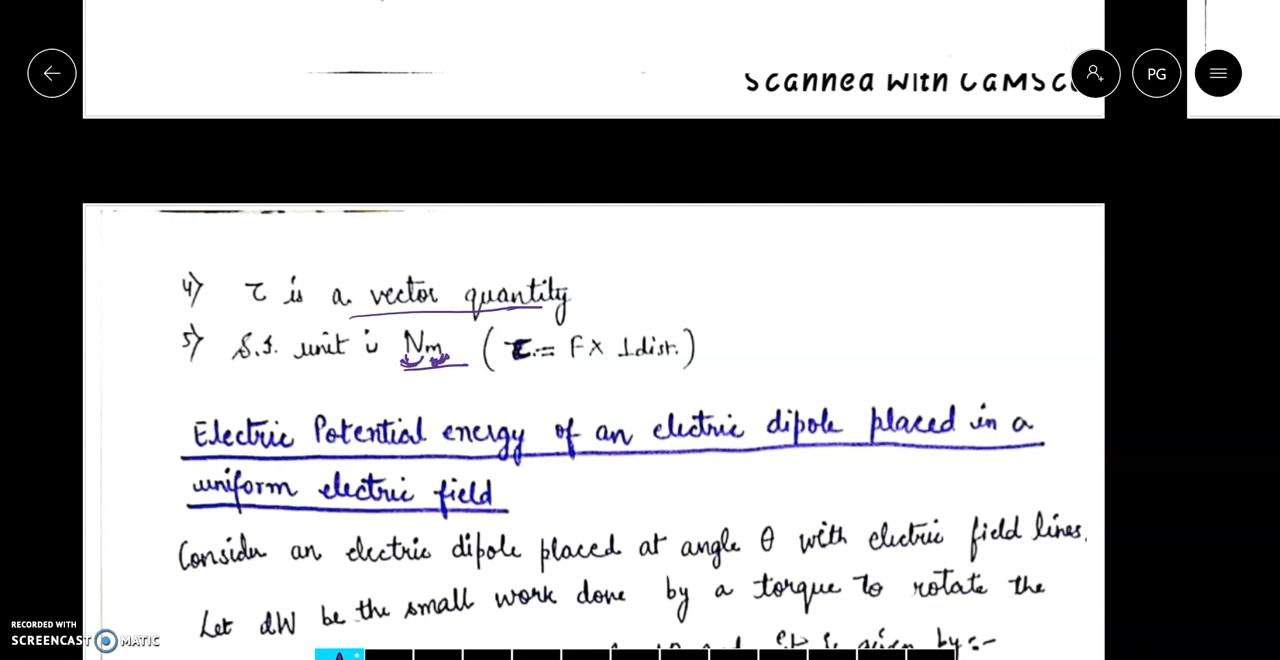 Scanned with CamSc
PG
4) τ is a vector quantity
5) S.I. unit is Nm (τ = F X ⊥ dist.)
Electric Potential energy of an electric dipole placed in a
uniform electric field
Consider an electric dipole placed at angle θ with electric field lines.
Let dW be the small work done by a torque to rotate the
given by:-
RECORDED WITH
SCREENCAST MATIC